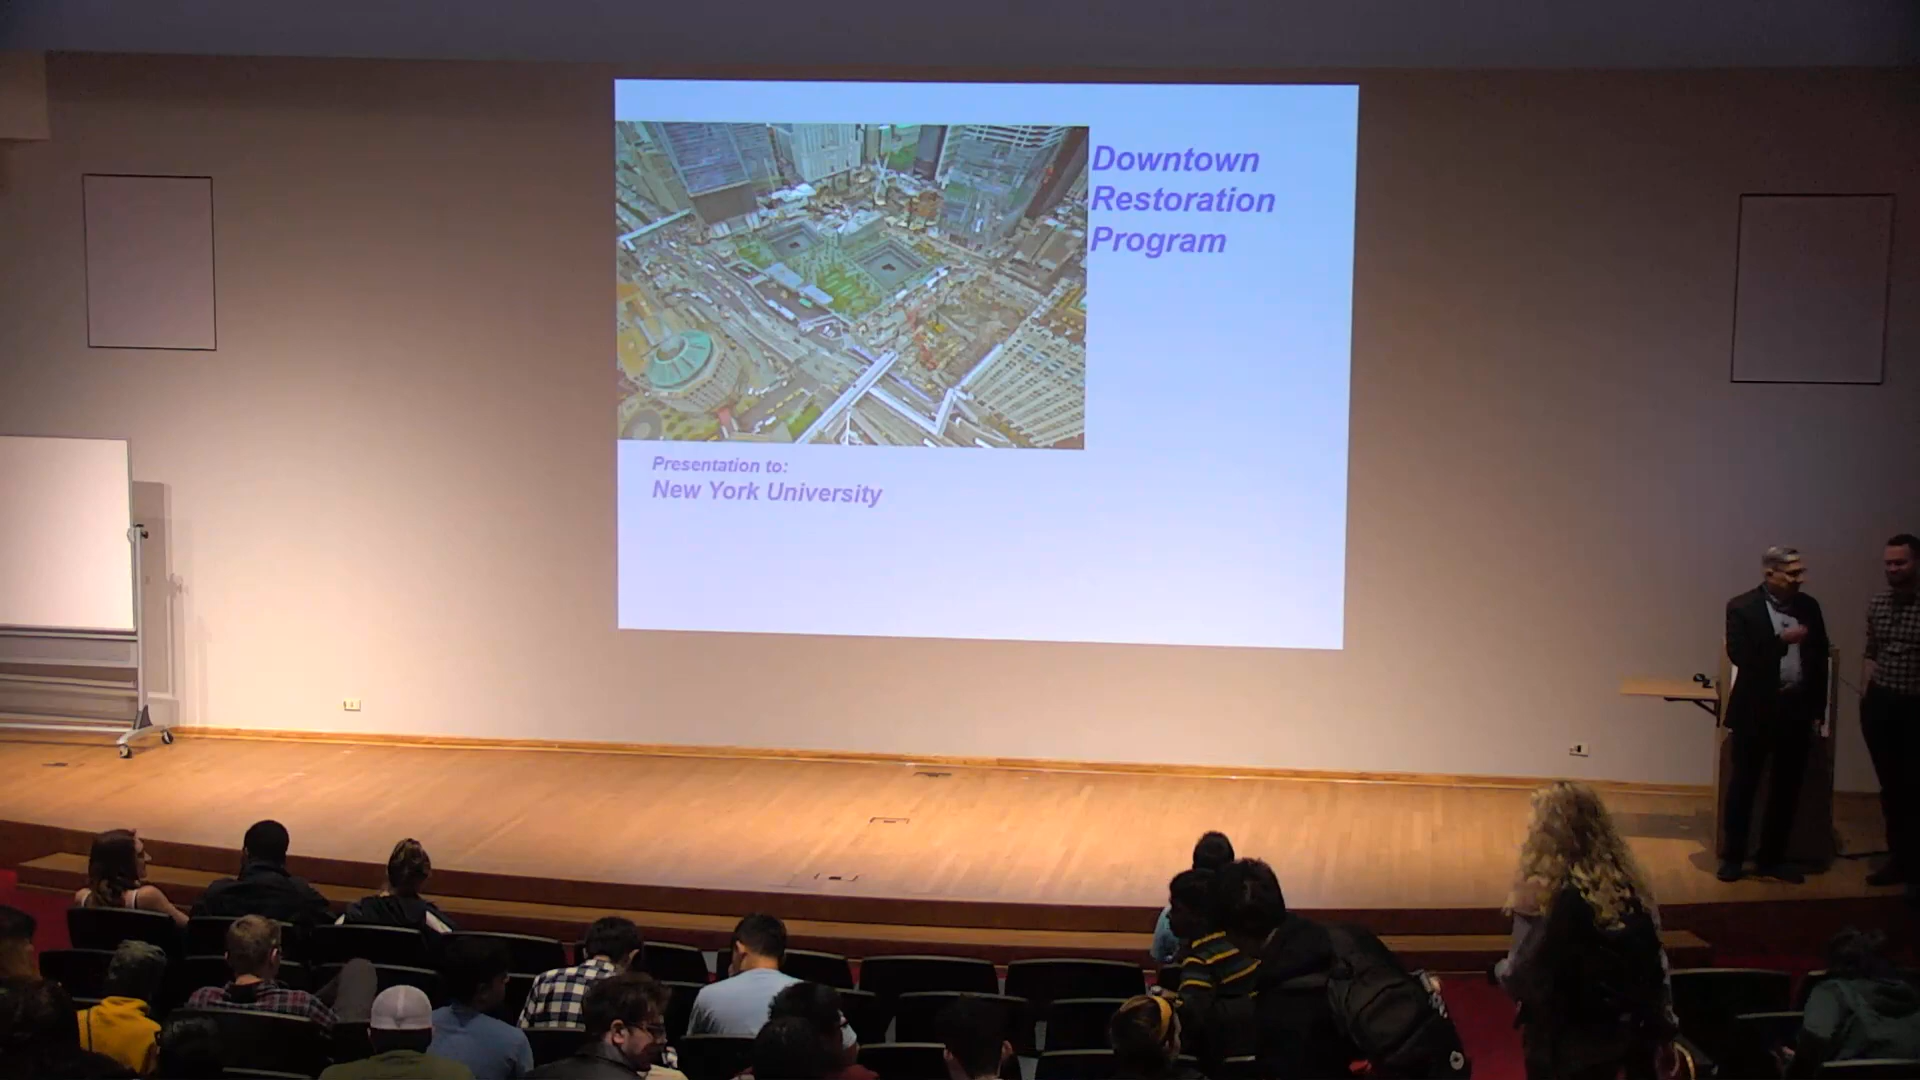 Downtown
Restoration
Program
Presentation to:
New York University